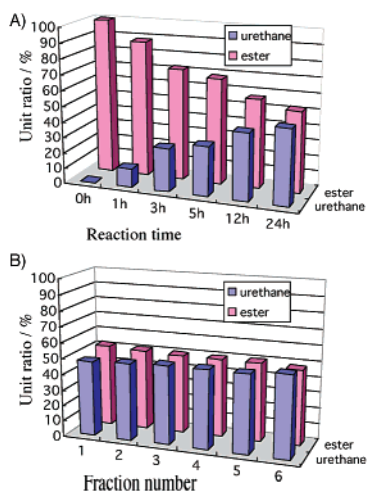 A)
Unit ratio / %
100
90
80
70
60
50
40
30
20
10
0
urethane
ester
0h 1h 3h 5h 12h 24h
ester
urethane
Reaction time
B)
Unit ratio / %
100
90
80
70
60
50
40
30
20
10
0
urethane
ester
1 2 3 4 5 6
ester
urethane
Fraction number